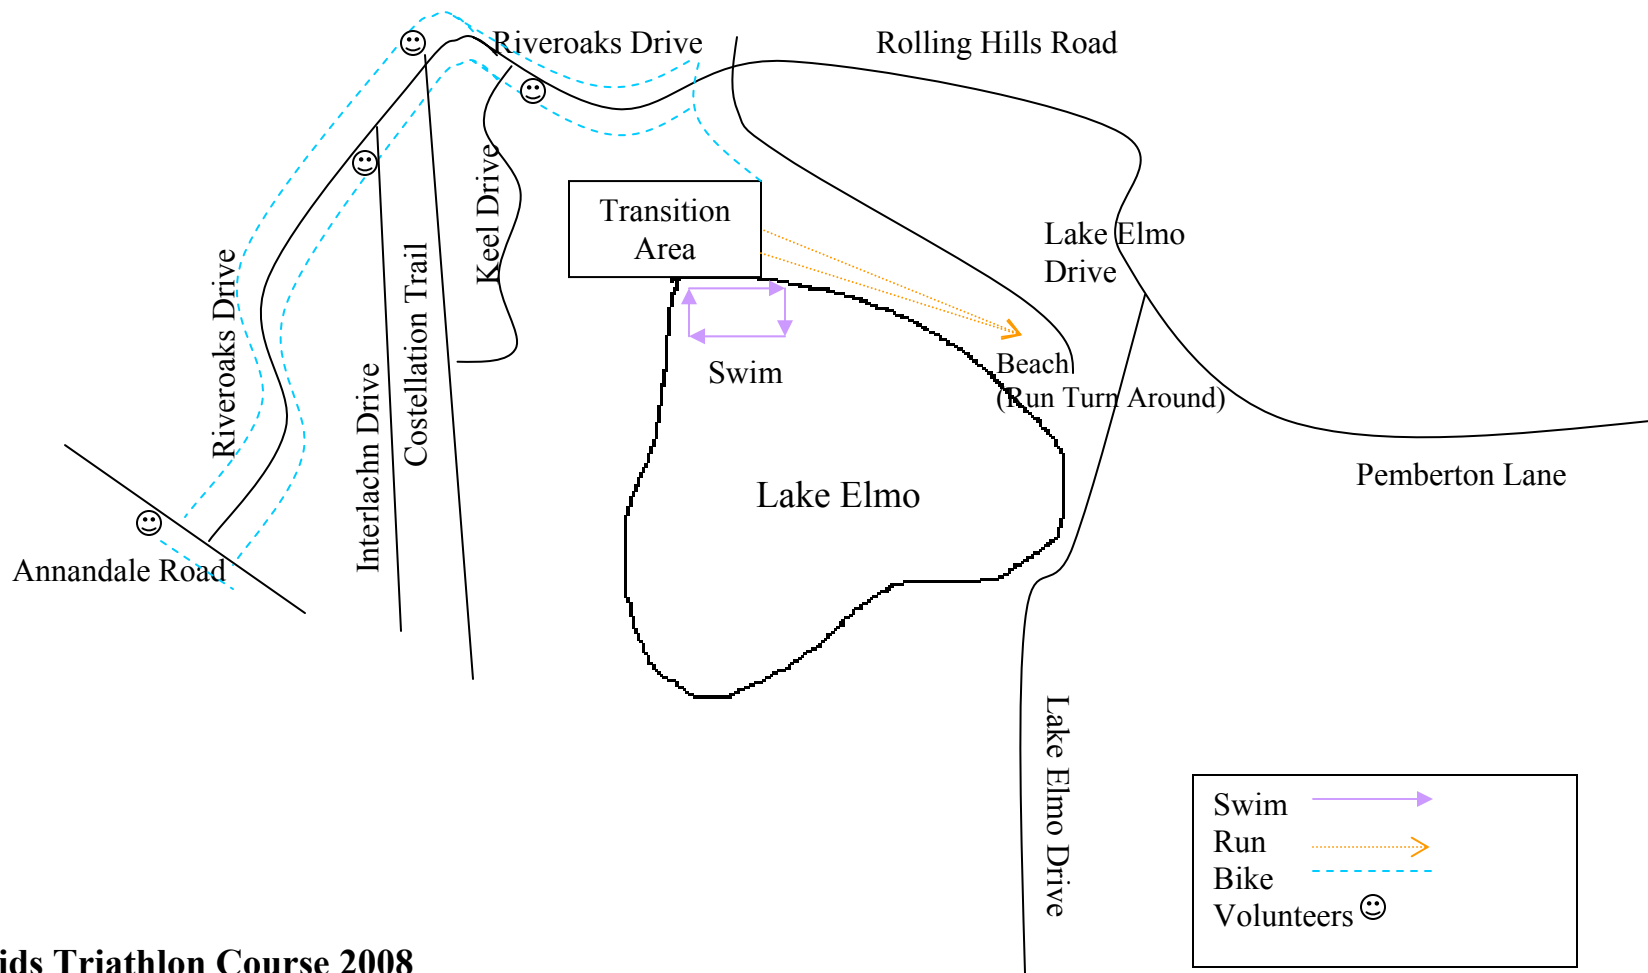 Riveroaks Drive
Rolling Hills Road
Transition
Area
Keel Drive
Lake Elmo
Drive
Riveroaks Drive
Costellation Trail
Interlachn Drive
Swim
Beach
(Run Turn Around)
Lake Elmo
Pemberton Lane
Annandale Road
Lake Elmo Drive
Swim
Run
Bike
Volunteers
ids Triathlon Course 2008